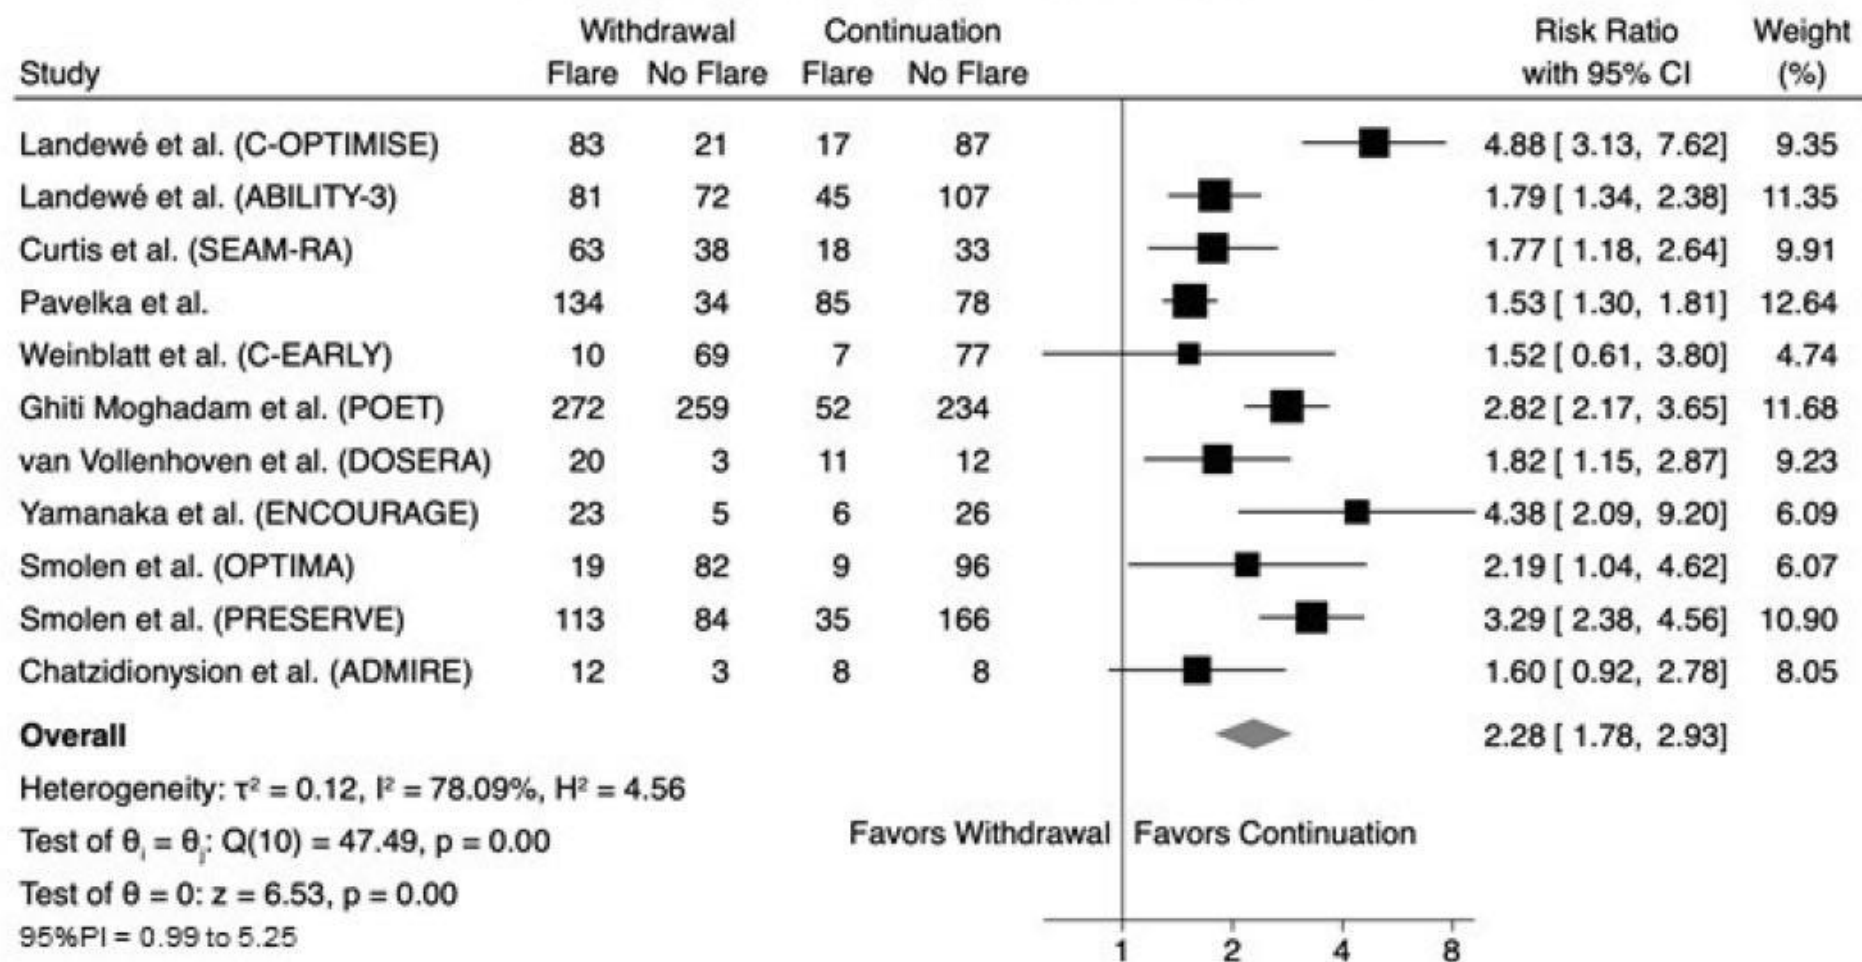 Withdrawal Continuation Risk Ratio Weight
Study Flare No Flare Flare No Flare with 95% CI (%)
Landewé et al. (C-OPTIMISE) 83 21 17 87 4.88 [ 3.13, 7.62] 9.35
Landewé et al. (ABILITY-3) 81 72 45 107 1.79 [ 1.34, 2.38] 11.35
Curtis et al. (SEAM-RA) 63 38 18 33 1.77 [ 1.18, 2.64] 9.91
Pavelka et al. 134 34 85 78 1.53 [ 1.30, 1.81] 12.64
Weinblatt et al. (C-EARLY) 10 69 7 77 1.52 [ 0.61, 3.80] 4.74
Ghiti Moghadam et al. (POET) 272 259 52 234 2.82 [ 2.17, 3.65] 11.68
van Vollenhoven et al. (DOSERA) 20 3 11 12 1.82 [ 1.15, 2.87] 9.23
Yamanaka et al. (ENCOURAGE) 23 5 6 26 4.38 [ 2.09, 9.20] 6.09
Smolen et al. (OPTIMA) 19 82 9 96 2.19 [ 1.04, 4.62] 6.07
Smolen et al. (PRESERVE) 113 84 35 166 3.29 [ 2.38, 4.56] 10.90
Chatzidionysion et al. (ADMIRE) 12 3 8 8 1.60 [ 0.92, 2.78] 8.05
Overall 2.28 [ 1.78, 2.93]
Heterogeneity: τ² = 0.12, I² = 78.09%, H² = 4.56
Test of θᵢ = θⱼ: Q(10) = 47.49, p = 0.00
Favors Withdrawal Favors Continuation
Test of θ = 0: z = 6.53, p = 0.00
95%PI = 0.99 to 5.25
1 2 4 8